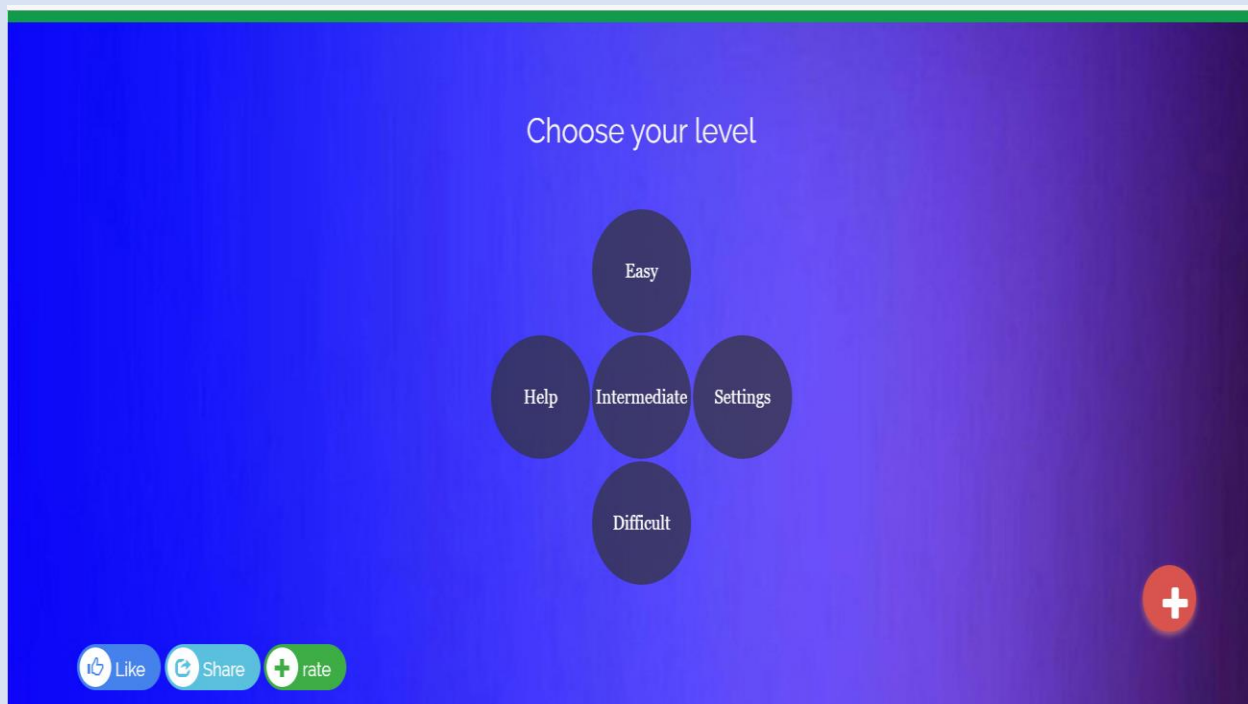 Choose your level
Easy
Help Intermediate Settings
Difficult
Like Share rate